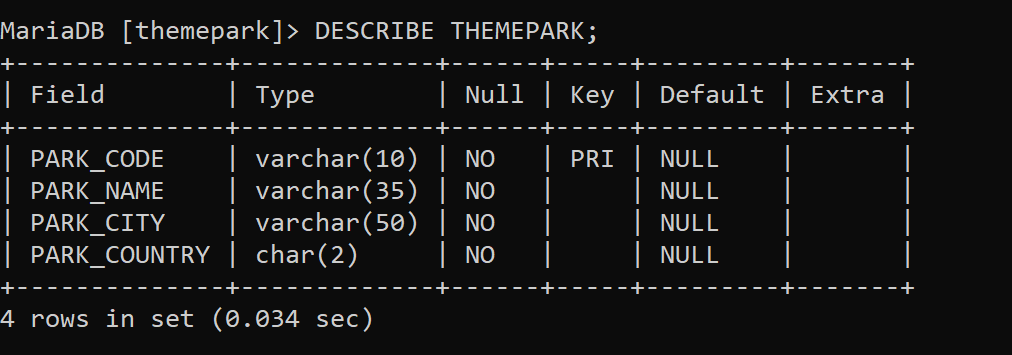 MariaDB [themepark]> DESCRIBE THEMEPARK;
+--------------+-------------+------+-----+---------+-------+
| Field        | Type        | Null | Key | Default | Extra |
+--------------+-------------+------+-----+---------+-------+
| PARK_CODE    | varchar(10) | NO   | PRI | NULL    |       |
| PARK_NAME    | varchar(35) | NO   |     | NULL    |       |
| PARK_CITY    | varchar(50) | NO   |     | NULL    |       |
| PARK_COUNTRY | char(2)     | NO   |     | NULL    |       |
+--------------+-------------+------+-----+---------+-------+
4 rows in set (0.034 sec)